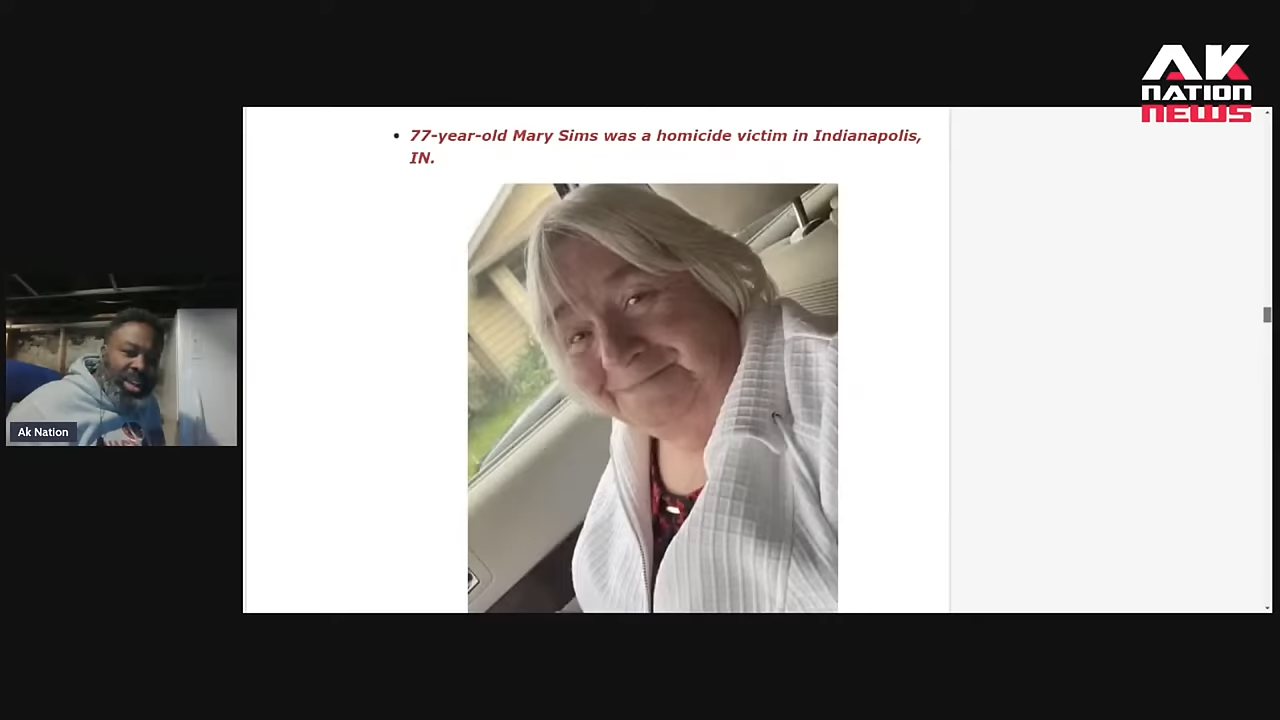 AK
NATION
NEWS
• 77-year-old Mary Sims was a homicide victim in Indianapolis,
IN.
Ak Nation